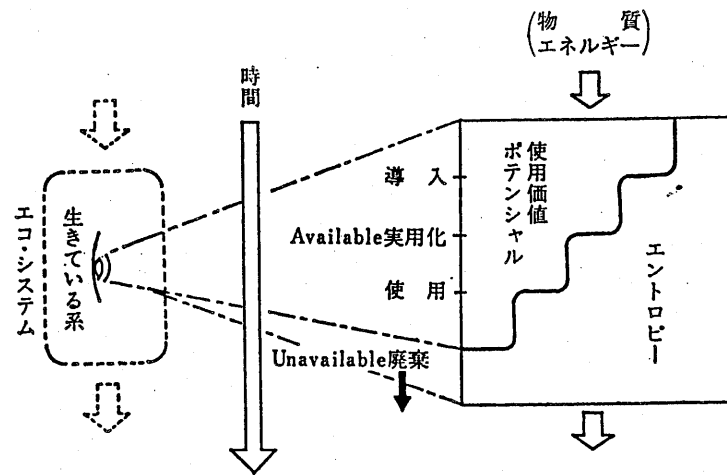 物　質
エネルギー
時間
エコ・システム
生きている系
導　入
Available実用化
使　用
Unavailable廃棄
使用価値
ポテンシャル
エントロピー